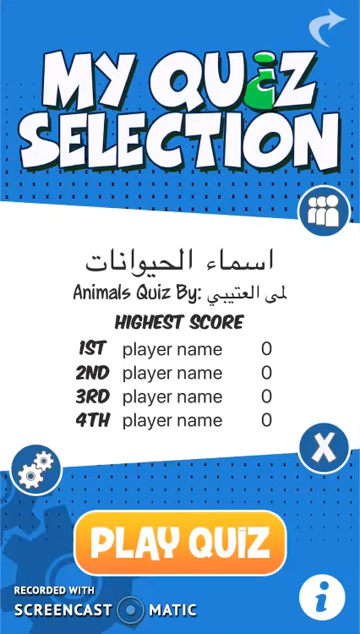 MY QUiZ
SELECTION
اسماء الحيوانات
Animals Quiz By: لمى العتيبي
HIGHEST SCORE
1ST player name 0
2ND player name 0
3RD player name 0
4TH player name 0
X
PLAY QUIZ
i
RECORDED WITH
SCREENCAST MATIC